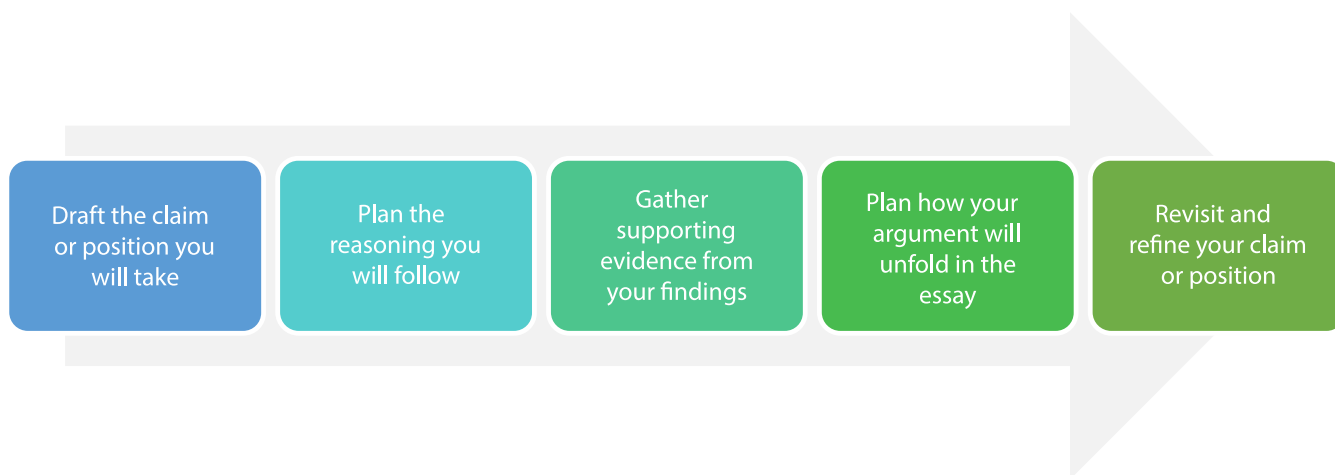 Draft the claim
or position you
will take
Plan the
reasoning you
will follow
Gather
supporting
evidence from
your findings
Plan how your
argument will
unfold in the
essay
Revisit and
refine your claim
or position